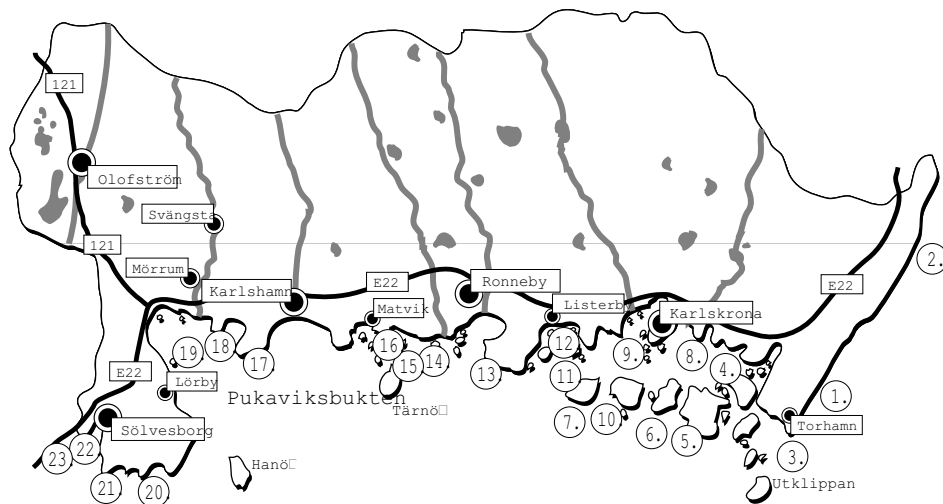 121
Olofström
Svängsta
121
2.
Mörrum
E22
Ronneby
E22
Karlshamn
Matvik
Listerby
Karlskrona
19.
18.
17.
16.
15.
14.
13.
12.
11.
9.
8.
4.
E22
Lörby
Pukaviksbukten
Tärnö□
7.
10.
6.
5.
1.
Torhamn
Sölvesborg
22.
23.
21.
20.
Hanö□
3.
Utklippan